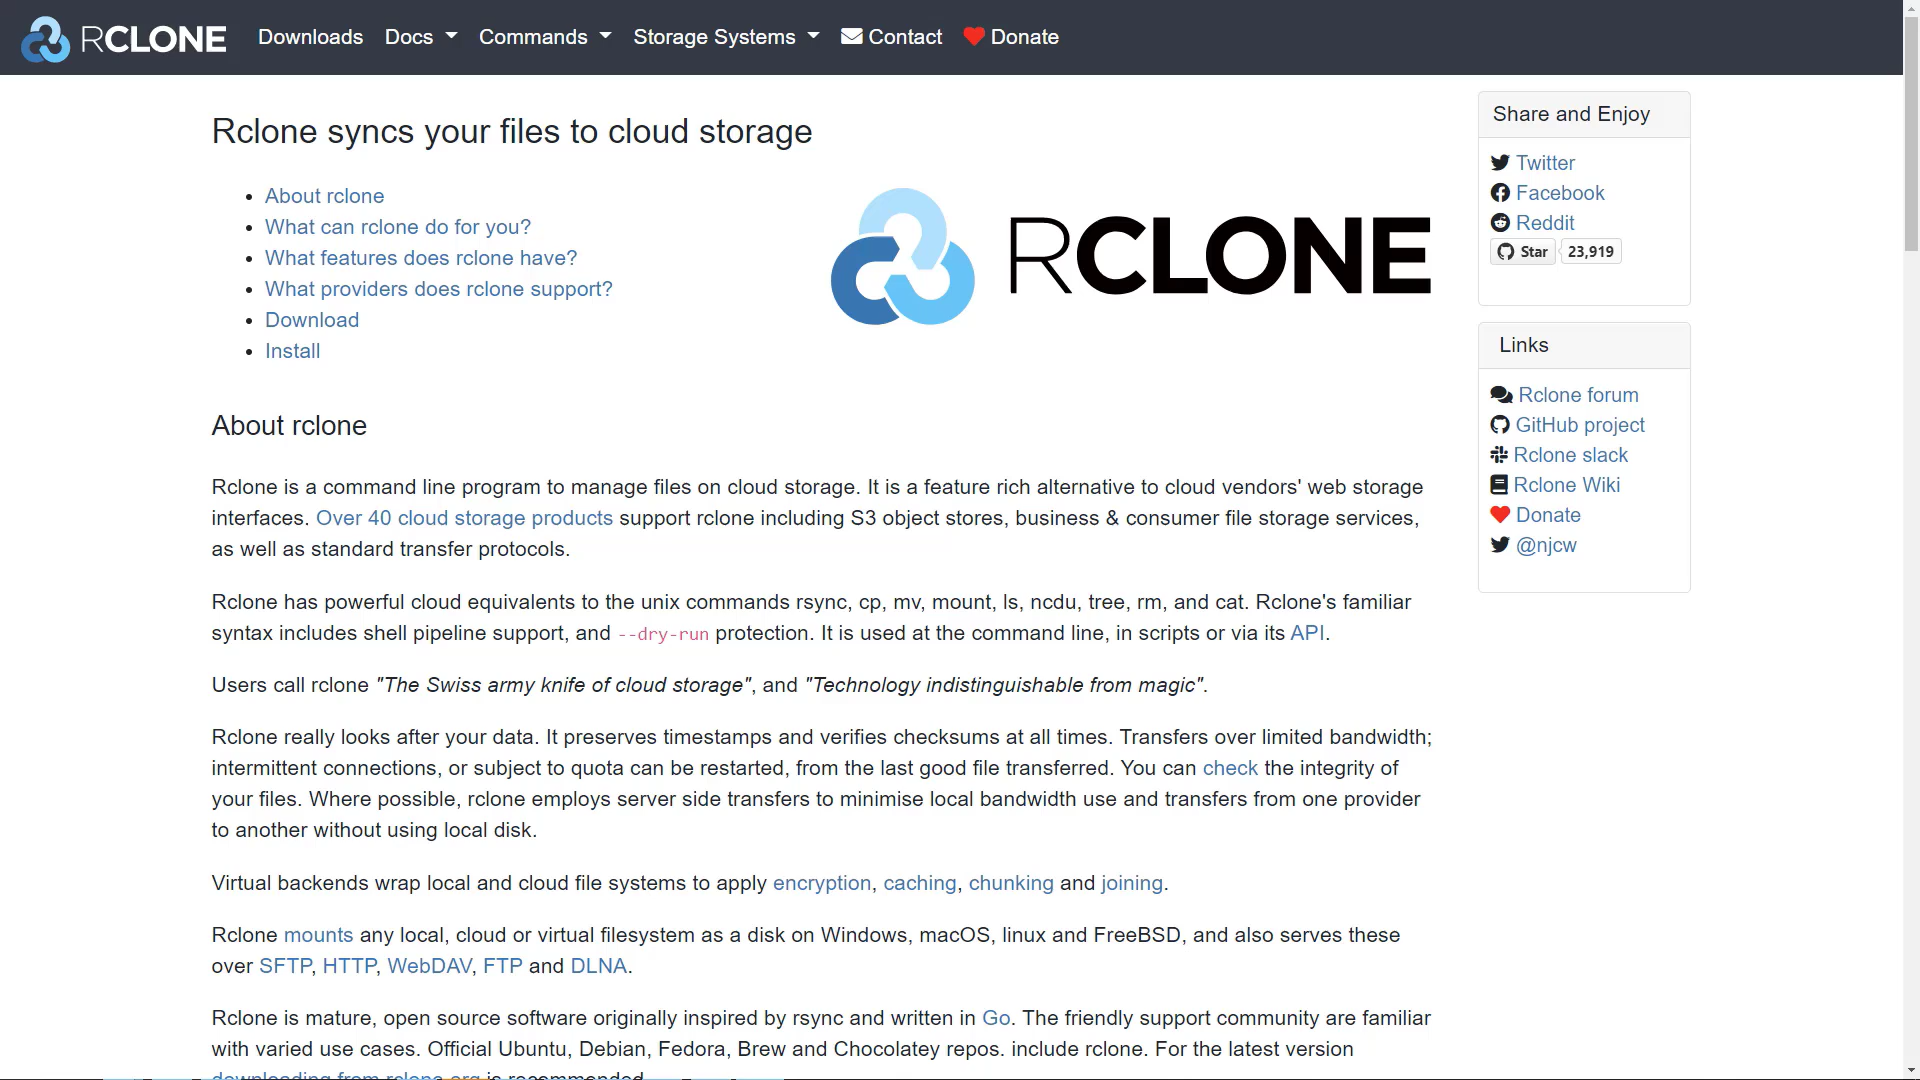 RCLONE Downloads Docs Commands Storage Systems Contact Donate
Rclone syncs your files to cloud storage
About rclone
What can rclone do for you?
What features does rclone have?
What providers does rclone support?
Download
Install
RCLONE
About rclone
Rclone is a command line program to manage files on cloud storage. It is a feature rich alternative to cloud vendors' web storage
interfaces. Over 40 cloud storage products support rclone including S3 object stores, business & consumer file storage services,
as well as standard transfer protocols.
Rclone has powerful cloud equivalents to the unix commands rsync, cp, mv, mount, ls, ncdu, tree, rm, and cat. Rclone's familiar
syntax includes shell pipeline support, and --dry-run protection. It is used at the command line, in scripts or via its API.
Users call rclone "The Swiss army knife of cloud storage", and "Technology indistinguishable from magic".
Rclone really looks after your data. It preserves timestamps and verifies checksums at all times. Transfers over limited bandwidth;
intermittent connections, or subject to quota can be restarted, from the last good file transferred. You can check the integrity of
your files. Where possible, rclone employs server side transfers to minimise local bandwidth use and transfers from one provider
to another without using local disk.
Virtual backends wrap local and cloud file systems to apply encryption, caching, chunking and joining.
Rclone mounts any local, cloud or virtual filesystem as a disk on Windows, macOS, linux and FreeBSD, and also serves these
over SFTP, HTTP, WebDAV, FTP and DLNA.
Rclone is mature, open source software originally inspired by rsync and written in Go. The friendly support community are familiar
with varied use cases. Official Ubuntu, Debian, Fedora, Brew and Chocolatey repos. include rclone. For the latest version
downloading from rclone.org is recommended.
Share and Enjoy
Twitter
Facebook
Reddit
Star 23,919
Links
Rclone forum
GitHub project
Rclone slack
Rclone Wiki
Donate
@njcw